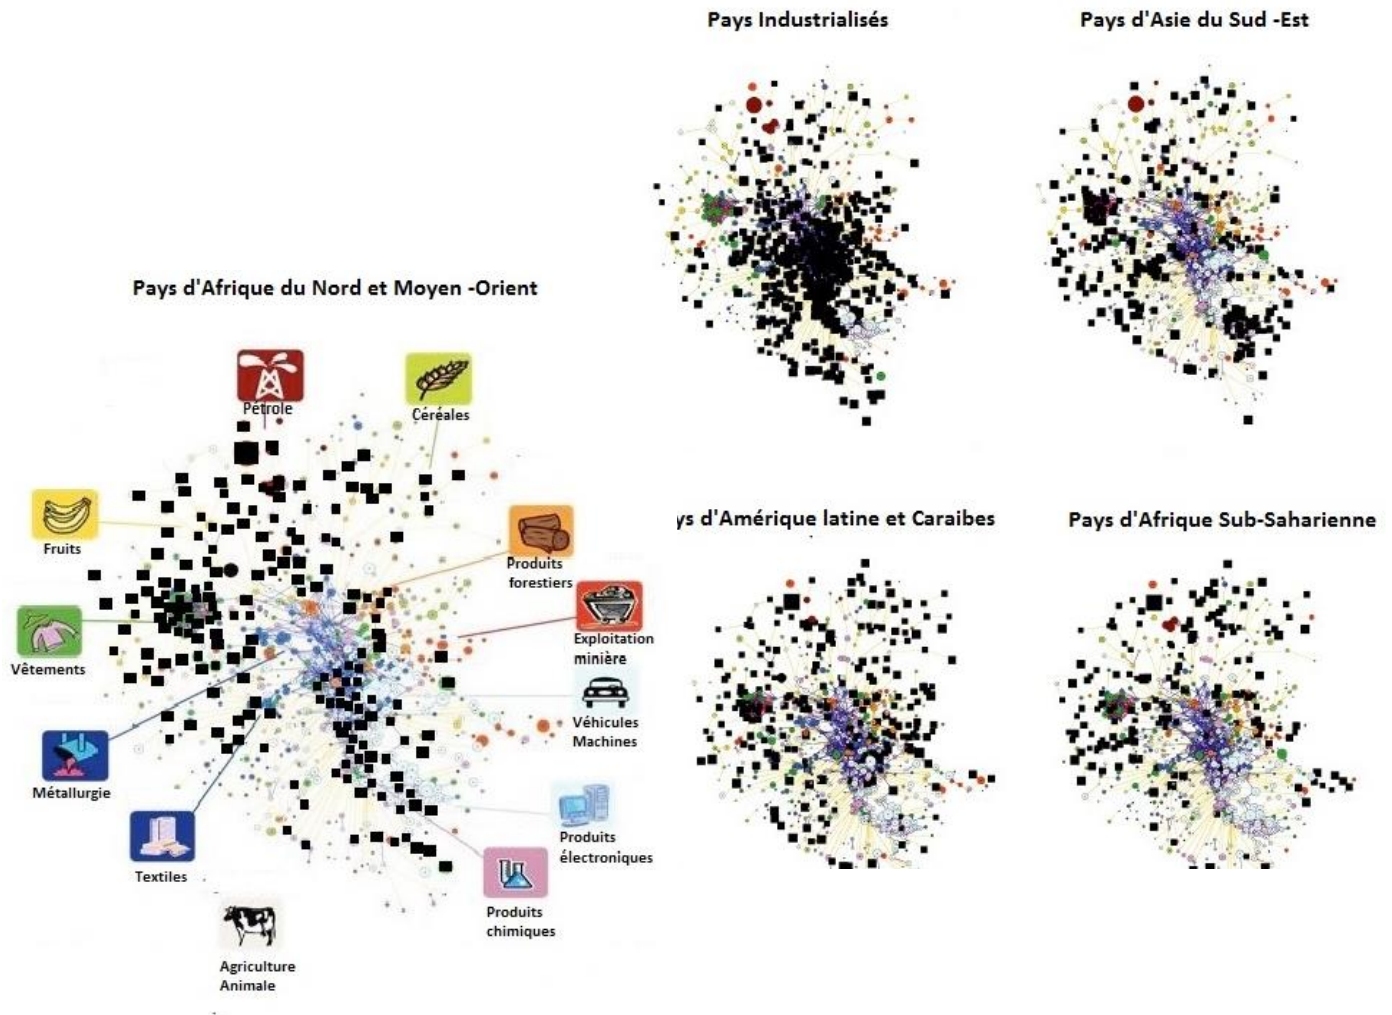 Pays Industrialisés
Pays d'Asie du Sud -Est
Pays d'Afrique du Nord et Moyen -Orient
Pétrole
Céréales
Fruits
Produits
forestiers
Vêtements
Exploitation
minière
Véhicules
Machines
Métallurgie
Produits
électroniques
Textiles
Produits
chimiques
Agriculture
Animale
ys d'Amérique latine et Caraibes
Pays d'Afrique Sub-Saharienne